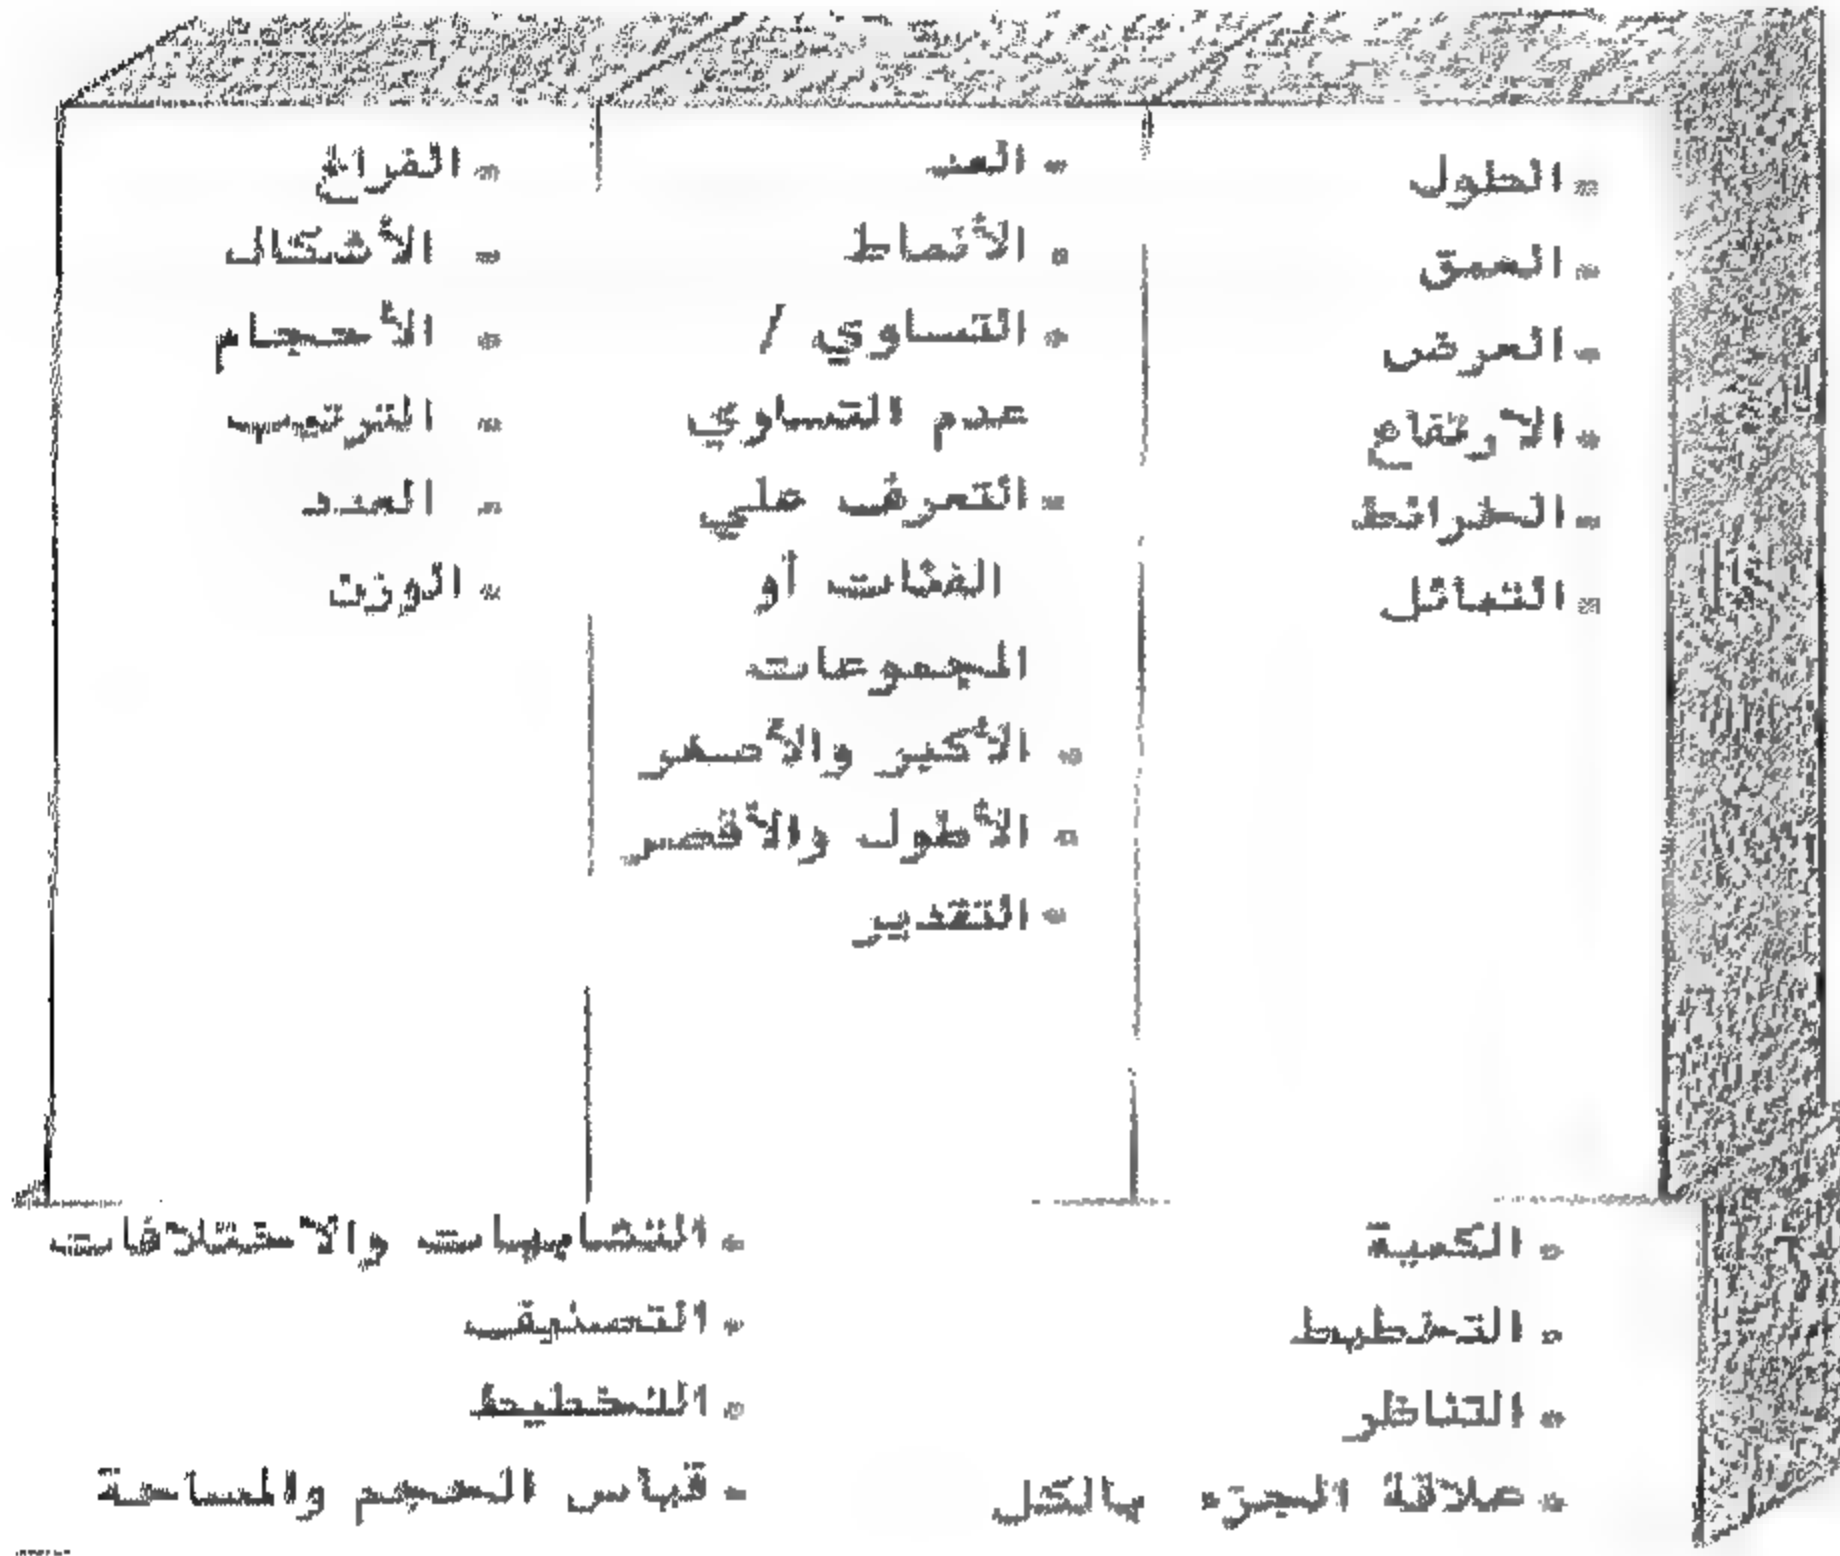 • الطول
• العمق
• العرض
• الارتفاع
• الخرائط
• التماثل
• العد
• الأنماط
• التساوي /
عدم التساوي
• التعرف علي
الفئات أو
المجموعات
• الأكبر والأصغر
• الأطول والأقصر
• التقدير
• الفراغ
• الأشكال
• الأحجام
• الترتيب
• العدد
• الوزن
• الكمية
• التخطيط
• التناظر
• علاقة الجزء بالكل
• التشابهات والاختلافات
• التصنيف
• التخطيط
• قياس الحجم والمساحة